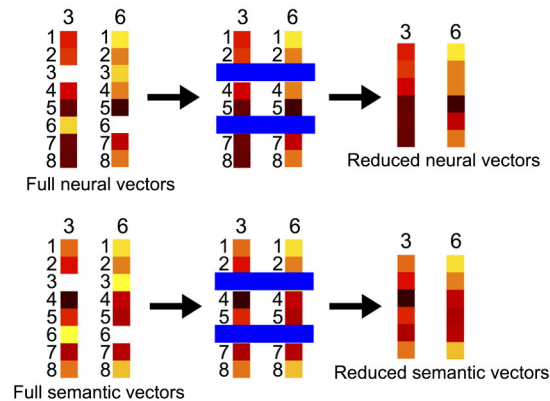 3 6 3 6 3 6
1 1 1 1
2 2 2 2
3 3
4 4 4 4
5 5 5 5
6 6
7 7 7 7
8 8 8 8
Full neural vectors
Reduced neural vectors
3 6 3 6 3 6
1 1 1 1
2 2 2 2
3 3
4 4 4 4
5 5 5 5
6 6
7 7 7 7
8 8 8 8
Full semantic vectors
Reduced semantic vectors